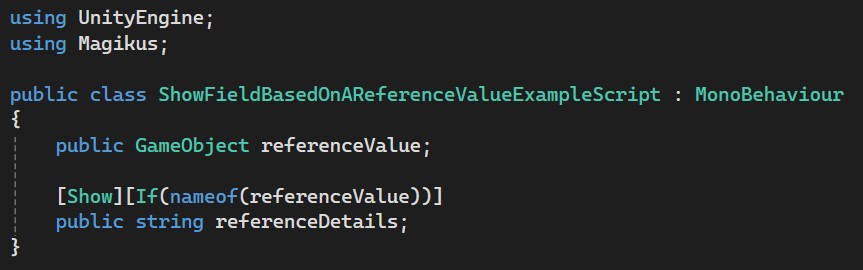 using UnityEngine;
using Magikus;
public class ShowFieldBasedOnAReferenceValueExampleScript : MonoBehaviour
{
public GameObject referenceValue;
[Show][If(nameof(referenceValue))]
public string referenceDetails;
}